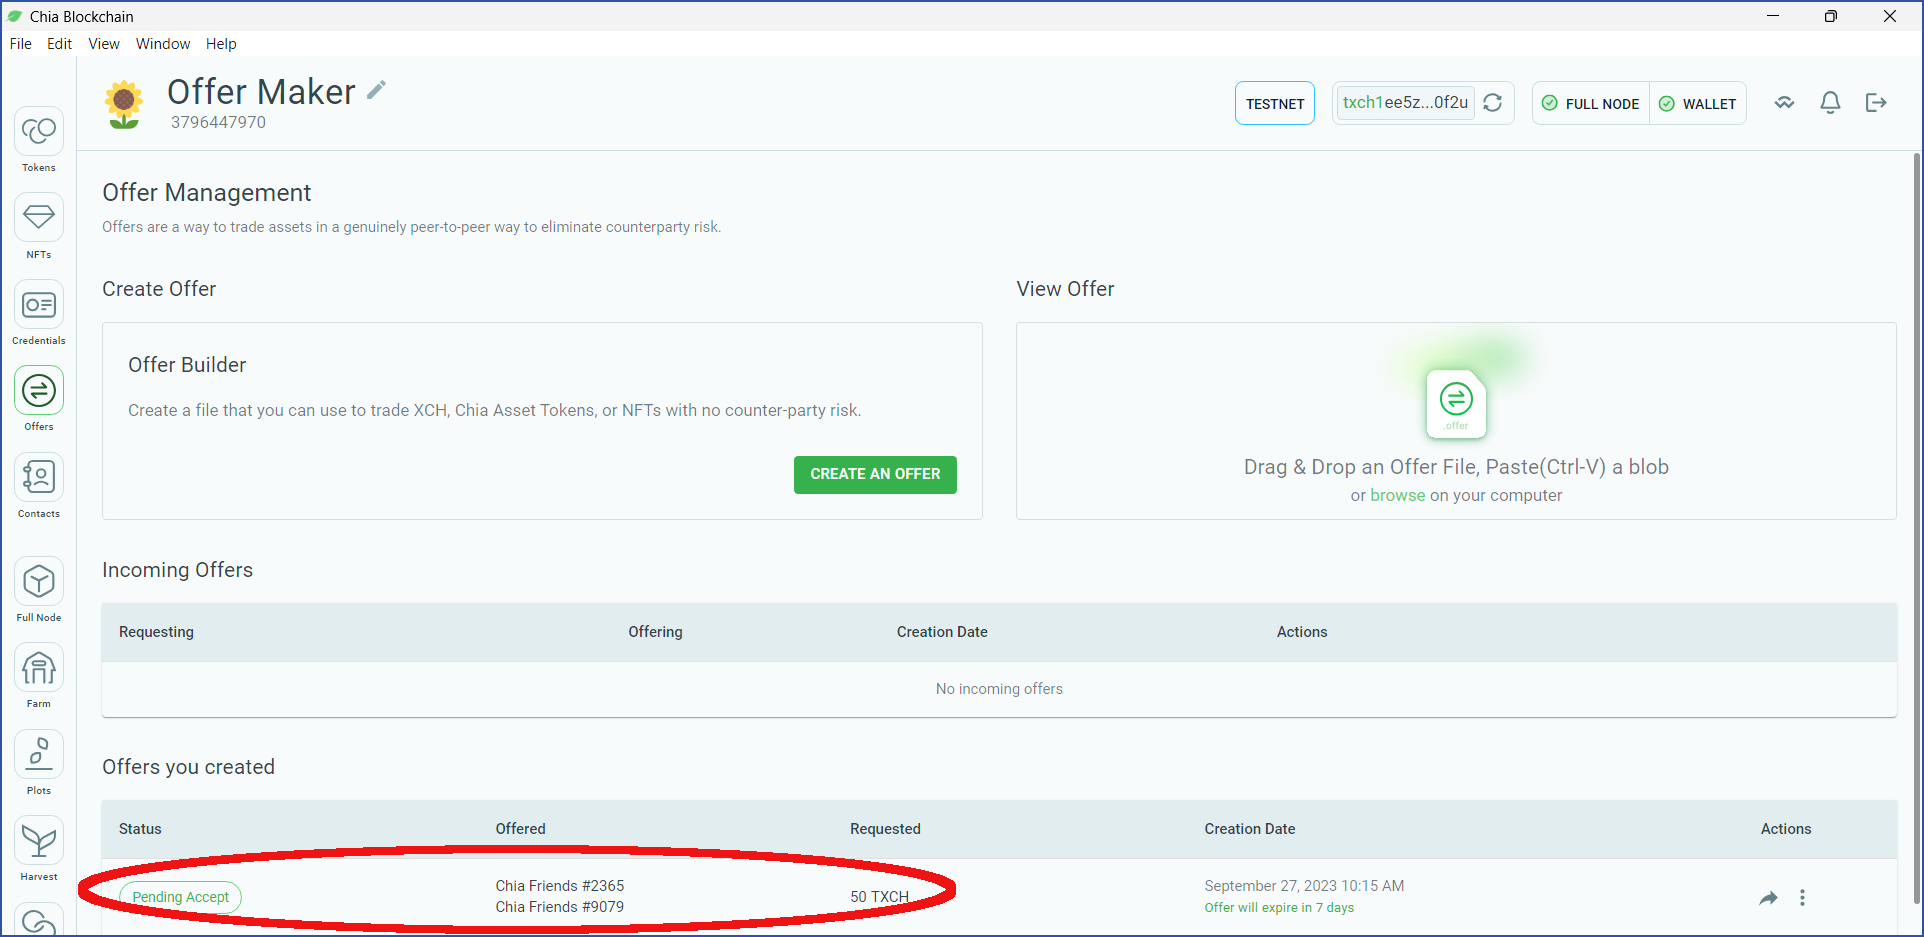 Chia Blockchain
File Edit View Window Help
Offer Maker
3796447970
TESTNET
txch1ee5z...0f2u
FULL NODE
WALLET
Tokens
NFTs
Credentials
Offers
Contacts
Full Node
Farm
Plots
Harvest
Offer Management
Offers are a way to trade assets in a genuinely peer-to-peer way to eliminate counterparty risk.
Create Offer
Offer Builder
Create a file that you can use to trade XCH, Chia Asset Tokens, or NFTs with no counter-party risk.
CREATE AN OFFER
View Offer
.offer
Drag & Drop an Offer File, Paste(Ctrl-V) a blob
or browse on your computer
Incoming Offers
Requesting Offering Creation Date Actions
No incoming offers
Offers you created
Status Offered Requested Creation Date Actions
Pending Accept
Chia Friends #2365
Chia Friends #9079
50 TXCH
September 27, 2023 10:15 AM
Offer will expire in 7 days